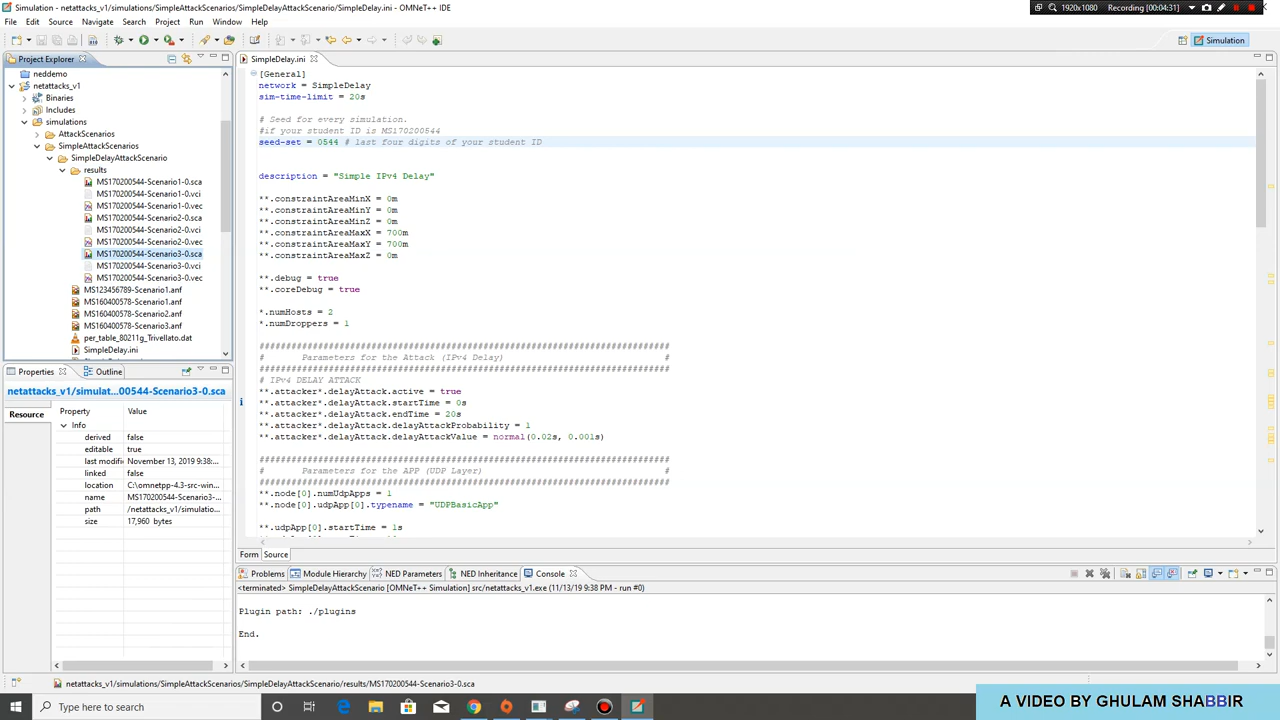 Simulation - netattacks_v1/simulations/SimpleAttackScenarios/SimpleDelayAttackScenario/SimpleDelay.ini - OMNeT++ IDE
1920x1080
Recording [00:04:31]
File Edit Source Navigate Search Project Run Window Help
Simulation
Project Explorer
SimpleDelay.ini
neddemo
netattacks_v1
Binaries
Includes
simulations
AttackScenarios
SimpleAttackScenarios
SimpleDelayAttackScenario
results
MS170200544-Scenario1-0.sca
MS170200544-Scenario1-0.vci
MS170200544-Scenario1-0.vec
MS170200544-Scenario2-0.sca
MS170200544-Scenario2-0.vci
MS170200544-Scenario2-0.vec
MS170200544-Scenario3-0.sca
MS170200544-Scenario3-0.vci
MS170200544-Scenario3-0.vec
MS123456789-Scenario1.anf
MS160400578-Scenario1.anf
MS160400578-Scenario2.anf
MS160400578-Scenario3.anf
per_table_80211g_Trivellato.dat
SimpleDelay.ini
[General]
network = SimpleDelay
sim-time-limit = 20s
# Seed for every simulation.
#if your student ID is MS170200544
seed-set = 0544 # last four digits of your student ID
description = "Simple IPv4 Delay"
**.constraintAreaMinX = 0m
**.constraintAreaMinY = 0m
**.constraintAreaMinZ = 0m
**.constraintAreaMaxX = 700m
**.constraintAreaMaxY = 700m
**.constraintAreaMaxZ = 0m
**.debug = true
**.coreDebug = true
*.numHosts = 2
*.numDroppers = 1
##############################################################
# Parameters for the Attack (IPv4 Delay) #
##############################################################
# IPv4 DELAY ATTACK
**.attacker*.delayAttack.active = true
**.attacker*.delayAttack.startTime = 0s
**.attacker*.delayAttack.endTime = 20s
**.attacker*.delayAttack.delayAttackProbability = 1
**.attacker*.delayAttack.delayAttackValue = normal(0.02s, 0.001s)
##############################################################
# Parameters for the APP (UDP Layer) #
##############################################################
**.node[0].numUdpApps = 1
**.node[0].udpApp[0].typename = "UDPBasicApp"
**.udpApp[0].startTime = 1s
Form Source
Properties Outline
netattacks_v1/simulat...00544-Scenario3-0.sca
Resource
Property Value
Info
derived false
editable true
last modifi November 13, 2019 9:38:...
linked false
location C:\omnetpp-4.3-src-win...
name MS170200544-Scenario3-...
path /netattacks_v1/simulatio...
size 17,960 bytes
Problems Module Hierarchy NED Parameters NED Inheritance Console
<terminated> SimpleDelayAttackScenario [OMNeT++ Simulation] src/netattacks_v1.exe (11/13/19 9:38 PM - run #0)
Plugin path: ./plugins
End.
netattacks_v1/simulations/SimpleAttackScenarios/SimpleDelayAttackScenario/results/MS170200544-Scenario3-0.sca
Type here to search
A VIDEO BY GHULAM SHABBIR